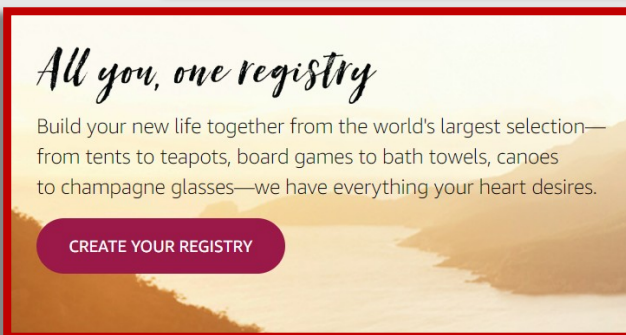 All you, one registry
Build your new life together from the world's largest selection—
from tents to teapots, board games to bath towels, canoes
to champagne glasses—we have everything your heart desires.
CREATE YOUR REGISTRY